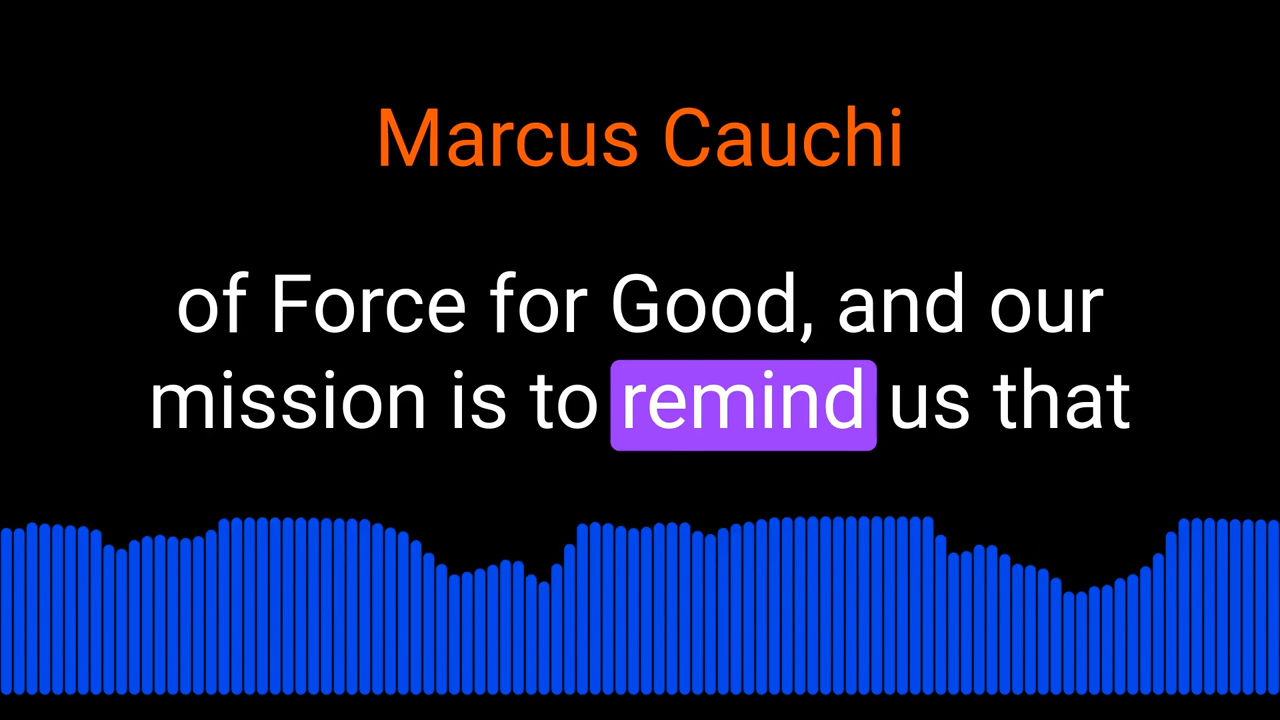 Marcus Cauchi
of Force for Good, and our
mission is to remind us that